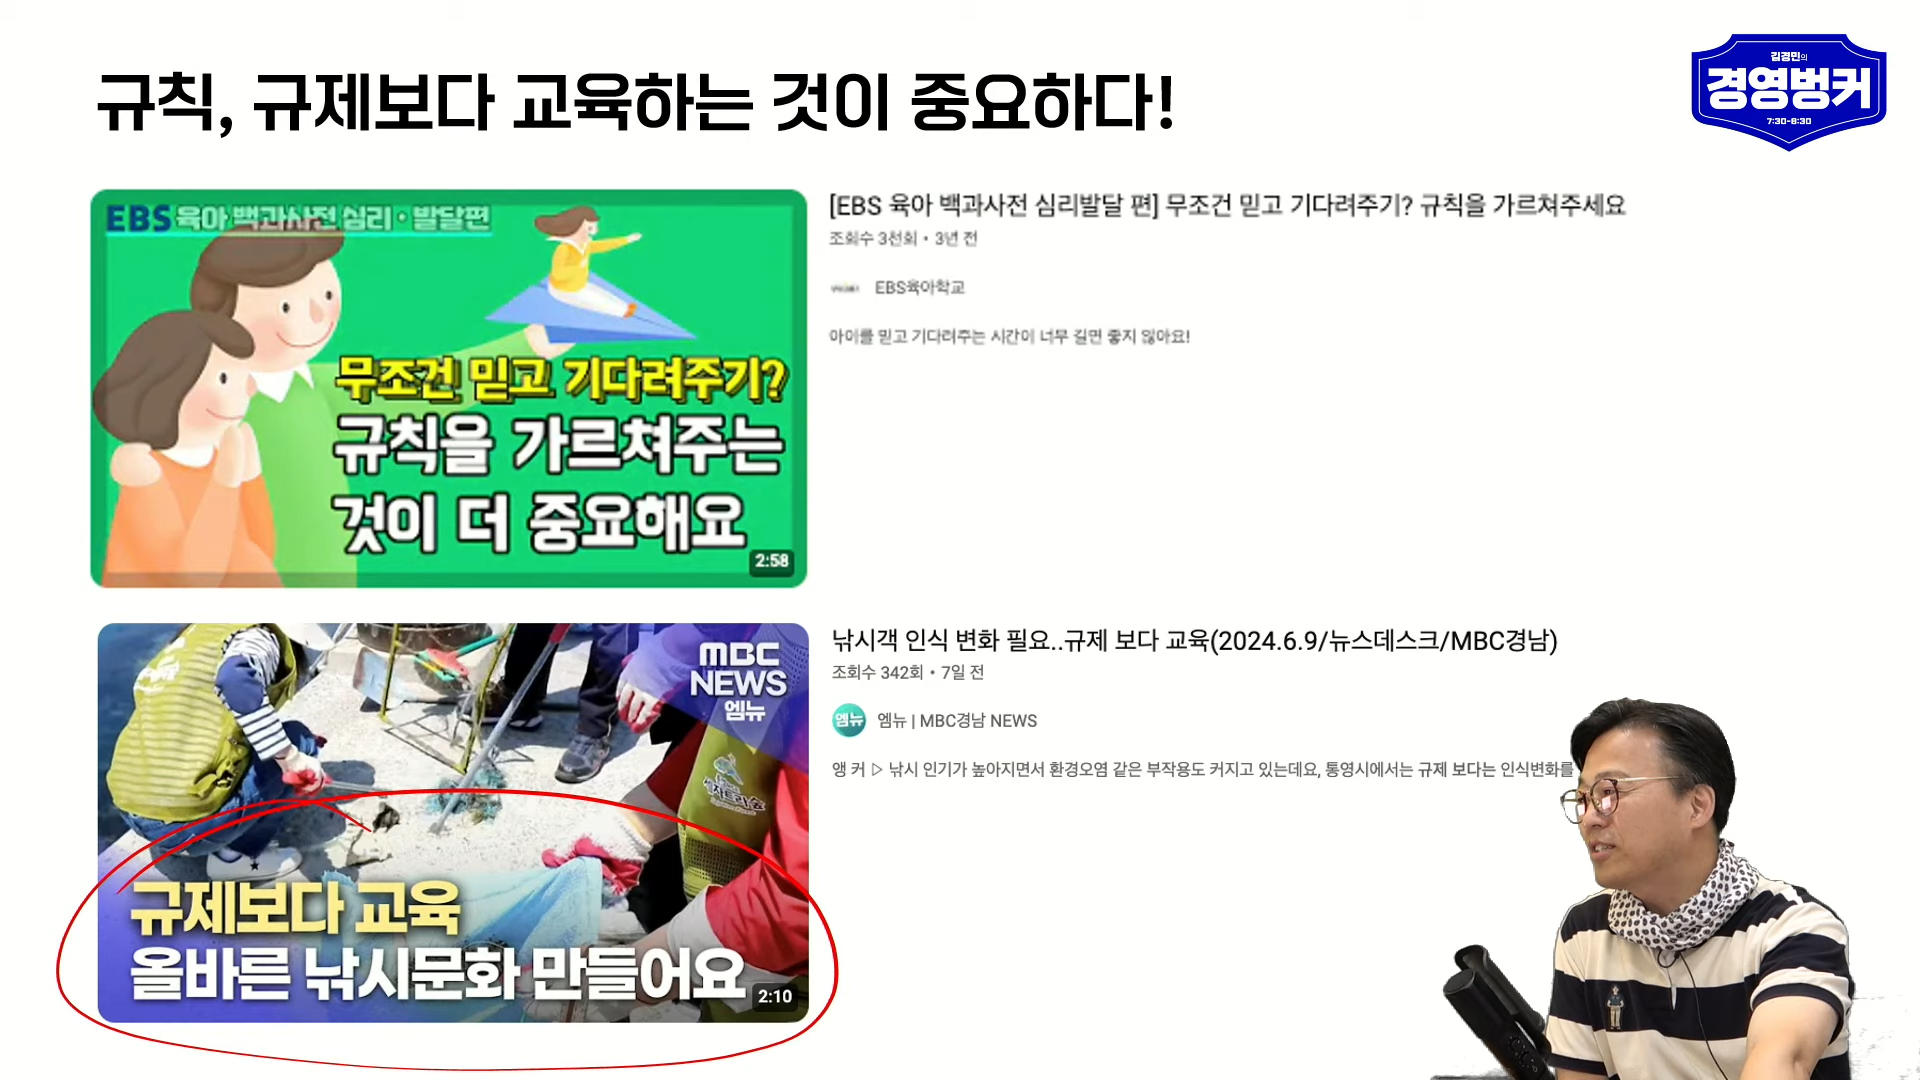 규칙, 규제보다 교육하는 것이 중요하다!
김경민의
경영벙커
7:30-8:30
EBS 육아 백과사전 심리·발달편
무조건 믿고 기다려주기?
규칙을 가르쳐주는
것이 더 중요해요
2:58
[EBS 육아 백과사전 심리발달 편] 무조건 믿고 기다려주기? 규칙을 가르쳐주세요
조회수 3천회 • 3년 전
EBS육아학교
아이를 믿고 기다려주는 시간이 너무 길면 좋지 않아요!
MBC
NEWS
엠뉴
규제보다 교육
올바른 낚시문화 만들어요
2:10
낚시객 인식 변화 필요..규제 보다 교육(2024.6.9/뉴스데스크/MBC경남)
조회수 342회 • 7일 전
엠뉴
엠뉴 | MBC경남 NEWS
앵 커 ▷ 낚시 인기가 높아지면서 환경오염 같은 부작용도 커지고 있는데요, 통영시에서는 규제 보다는 인식변화를